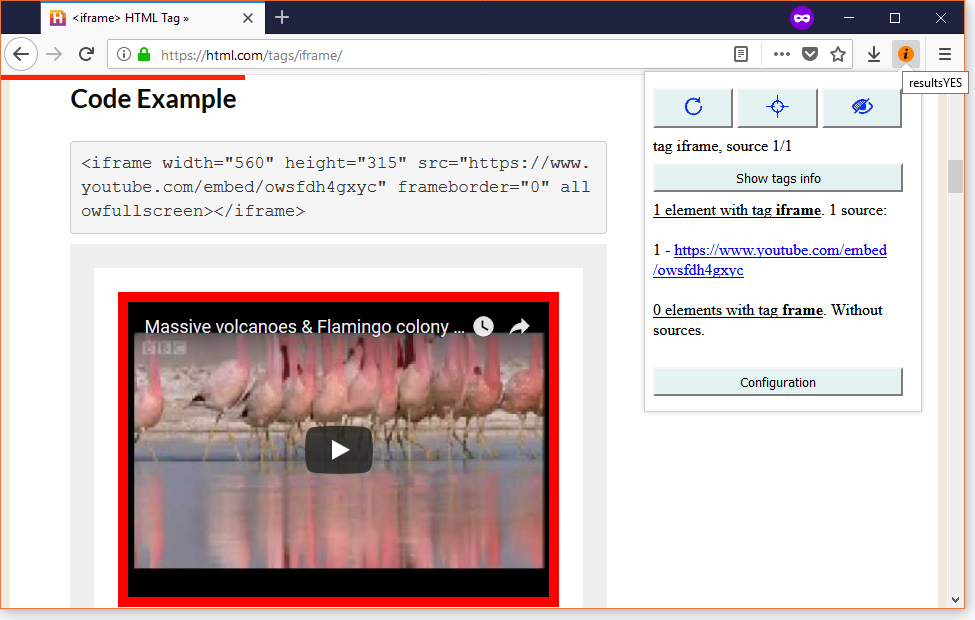 <iframe> HTML Tag »
https://html.com/tags/iframe/
resultsYES
Code Example
<iframe width="560" height="315" src="https://www.
youtube.com/embed/owsfdh4gxyc" frameborder="0" all
owfullscreen></iframe>
Massive volcanoes & Flamingo colony ...
BBC
tag iframe, source 1/1
Show tags info
1 element with tag iframe. 1 source:
1 - https://www.youtube.com/embed
/owsfdh4gxyc
0 elements with tag frame. Without
sources.
Configuration